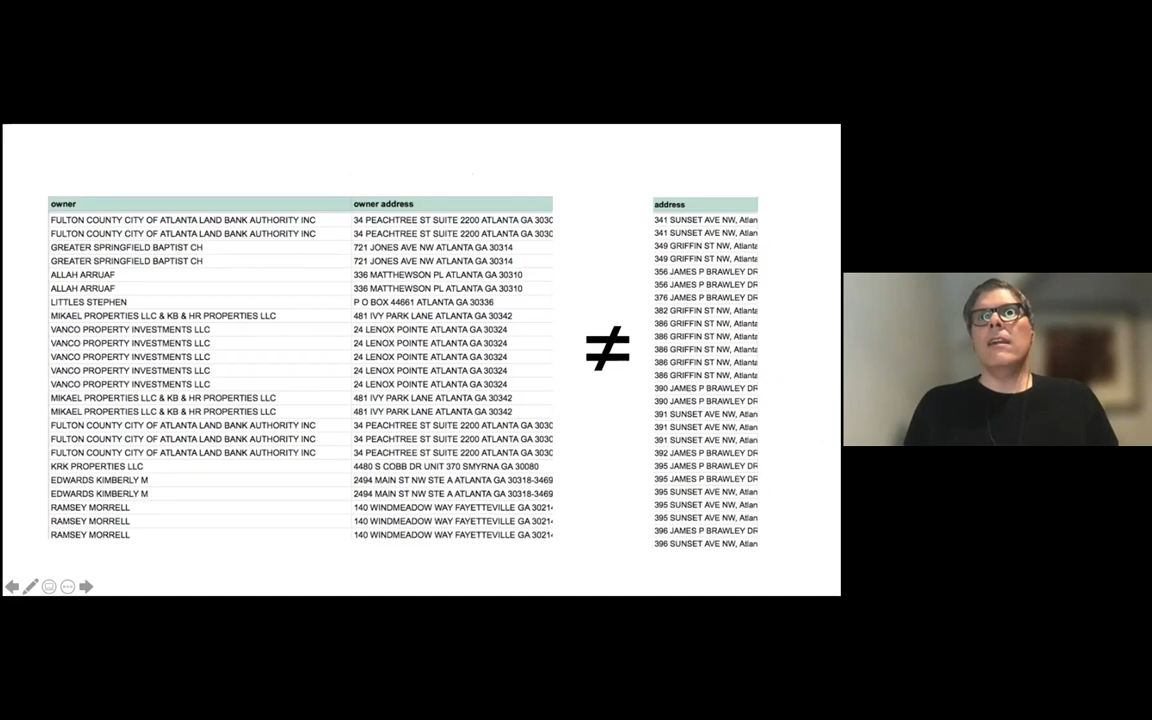 owner owner address
FULTON COUNTY CITY OF ATLANTA LAND BANK AUTHORITY INC 34 PEACHTREE ST SUITE 2200 ATLANTA GA 3030
FULTON COUNTY CITY OF ATLANTA LAND BANK AUTHORITY INC 34 PEACHTREE ST SUITE 2200 ATLANTA GA 3030
GREATER SPRINGFIELD BAPTIST CH 721 JONES AVE NW ATLANTA GA 30314
GREATER SPRINGFIELD BAPTIST CH 721 JONES AVE NW ATLANTA GA 30314
ALLAH ARRUAF 336 MATTHEWSON PL ATLANTA GA 30310
ALLAH ARRUAF 336 MATTHEWSON PL ATLANTA GA 30310
LITTLES STEPHEN P O BOX 44661 ATLANTA GA 30336
MIKAEL PROPERTIES LLC & KB & HR PROPERTIES LLC 481 IVY PARK LANE ATLANTA GA 30342
VANCO PROPERTY INVESTMENTS LLC 24 LENOX POINTE ATLANTA GA 30324
VANCO PROPERTY INVESTMENTS LLC 24 LENOX POINTE ATLANTA GA 30324
VANCO PROPERTY INVESTMENTS LLC 24 LENOX POINTE ATLANTA GA 30324
VANCO PROPERTY INVESTMENTS LLC 24 LENOX POINTE ATLANTA GA 30324
VANCO PROPERTY INVESTMENTS LLC 24 LENOX POINTE ATLANTA GA 30324
MIKAEL PROPERTIES LLC & KB & HR PROPERTIES LLC 481 IVY PARK LANE ATLANTA GA 30342
MIKAEL PROPERTIES LLC & KB & HR PROPERTIES LLC 481 IVY PARK LANE ATLANTA GA 30342
FULTON COUNTY CITY OF ATLANTA LAND BANK AUTHORITY INC 34 PEACHTREE ST SUITE 2200 ATLANTA GA 3030
FULTON COUNTY CITY OF ATLANTA LAND BANK AUTHORITY INC 34 PEACHTREE ST SUITE 2200 ATLANTA GA 3030
FULTON COUNTY CITY OF ATLANTA LAND BANK AUTHORITY INC 34 PEACHTREE ST SUITE 2200 ATLANTA GA 3030
KRK PROPERTIES LLC 4480 S COBB DR UNIT 370 SMYRNA GA 30080
EDWARDS KIMBERLY M 2494 MAIN ST NW STE A ATLANTA GA 30318-3469
EDWARDS KIMBERLY M 2494 MAIN ST NW STE A ATLANTA GA 30318-3469
RAMSEY MORRELL 140 WINDMEADOW WAY FAYETTEVILLE GA 30214
RAMSEY MORRELL 140 WINDMEADOW WAY FAYETTEVILLE GA 30214
RAMSEY MORRELL 140 WINDMEADOW WAY FAYETTEVILLE GA 30214
≠
address
341 SUNSET AVE NW, Atlan
341 SUNSET AVE NW, Atlan
349 GRIFFIN ST NW, Atlanta
349 GRIFFIN ST NW, Atlanta
356 JAMES P BRAWLEY DR
356 JAMES P BRAWLEY DR
376 JAMES P BRAWLEY DR
382 GRIFFIN ST NW, Atlanta
386 GRIFFIN ST NW, Atlanta
386 GRIFFIN ST NW, Atlanta
386 GRIFFIN ST NW, Atlanta
386 GRIFFIN ST NW, Atlanta
386 GRIFFIN ST NW, Atlanta
390 JAMES P BRAWLEY DR
390 JAMES P BRAWLEY DR
391 SUNSET AVE NW, Atlan
391 SUNSET AVE NW, Atlan
391 SUNSET AVE NW, Atlan
392 JAMES P BRAWLEY DR
395 JAMES P BRAWLEY DR
395 JAMES P BRAWLEY DR
395 SUNSET AVE NW, Atlan
395 SUNSET AVE NW, Atlan
395 SUNSET AVE NW, Atlan
396 JAMES P BRAWLEY DR
396 SUNSET AVE NW, Atlan